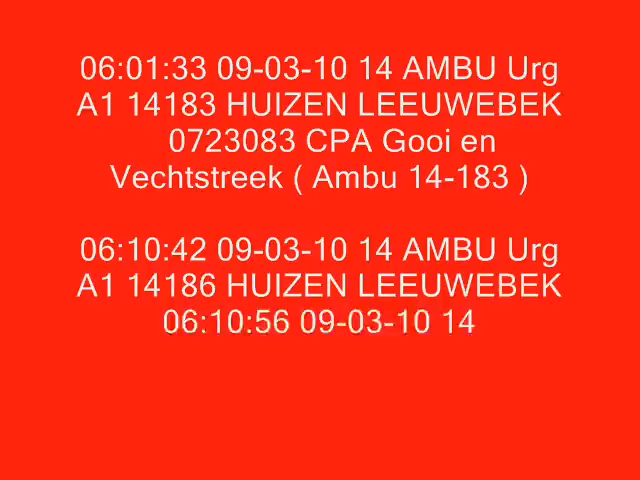 06:01:33 09-03-10 14 AMBU Urg
A1 14183 HUIZEN LEEUWEBEK
0723083 CPA Gooi en
Vechtstreek ( Ambu 14-183 )
06:10:42 09-03-10 14 AMBU Urg
A1 14186 HUIZEN LEEUWEBEK
06:10:56 09-03-10 14